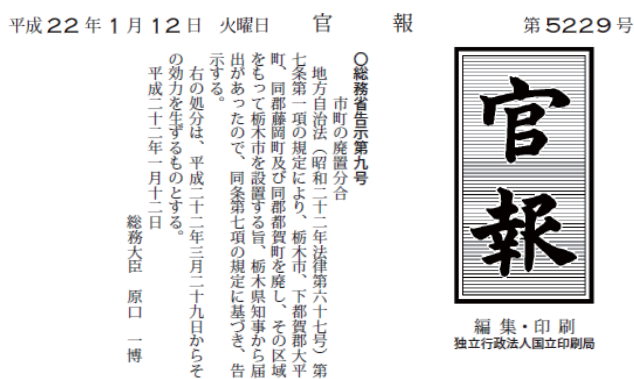 平成22年1月12日 火曜日 官報 第5229号
官報
編集・印刷
独立行政法人国立印刷局
〇総務省告示第九号
市町の廃置分合
地方自治法（昭和二十二年法律第六十七号）第
七条第一項の規定により、栃木市、下都賀郡大平
町、同郡藤岡町及び同郡都賀町を廃し、その区域
をもって栃木市を設置する旨、栃木県知事から届
出があったので、同条第七項の規定に基づき、告
示する。
右の処分は、平成二十二年三月二十九日からそ
の効力を生ずるものとする。
平成二十二年一月十二日
総務大臣 原口 一博